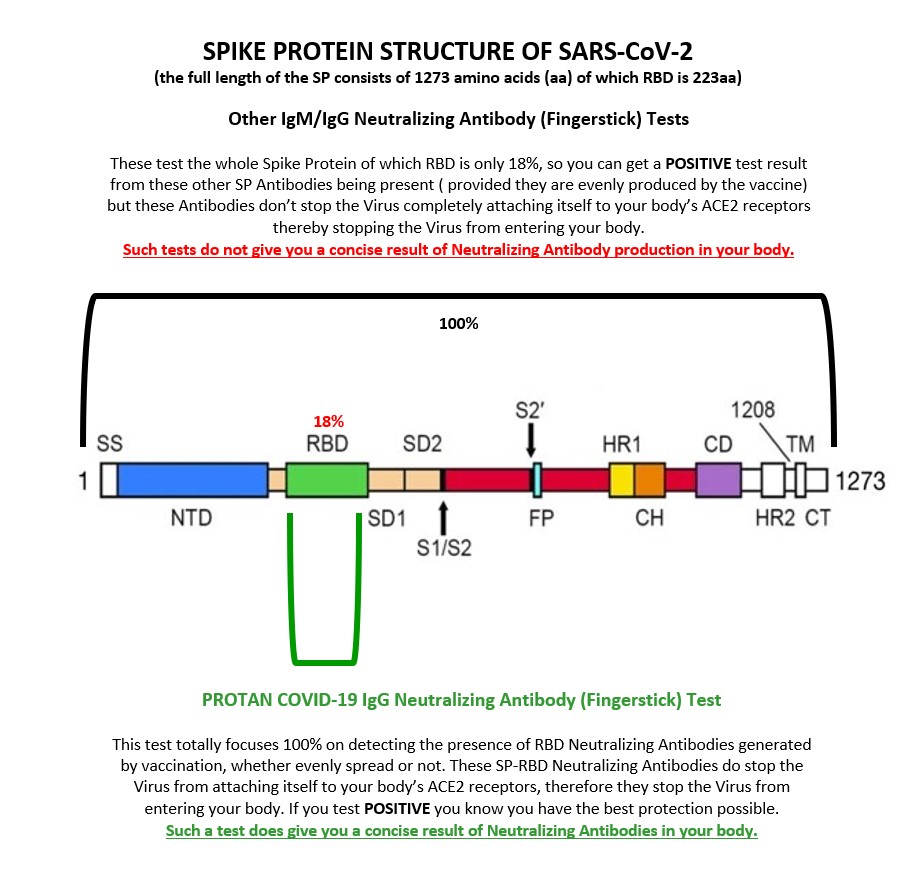 SPIKE PROTEIN STRUCTURE OF SARS-CoV-2
(the full length of the SP consists of 1273 amino acids (aa) of which RBD is 223aa)
Other IgM/IgG Neutralizing Antibody (Fingerstick) Tests
These test the whole Spike Protein of which RBD is only 18%, so you can get a POSITIVE test result
from these other SP Antibodies being present ( provided they are evenly produced by the vaccine)
but these Antibodies don't stop the Virus completely attaching itself to your body's ACE2 receptors
thereby stopping the Virus from entering your body.
Such tests do not give you a concise result of Neutralizing Antibody production in your body.
100%
18%
S2′
1208
SS
RBD
SD2
HR1
CD
TM
1
1273
NTD
SD1
FP
CH
HR2
CT
S1/S2
PROTAN COVID-19 IgG Neutralizing Antibody (Fingerstick) Test
This test totally focuses 100% on detecting the presence of RBD Neutralizing Antibodies generated
by vaccination, whether evenly spread or not. These SP-RBD Neutralizing Antibodies do stop the
Virus from attaching itself to your body's ACE2 receptors, therefore they stop the Virus from
entering your body. If you test POSITIVE you know you have the best protection possible.
Such a test does give you a concise result of Neutralizing Antibodies in your body.